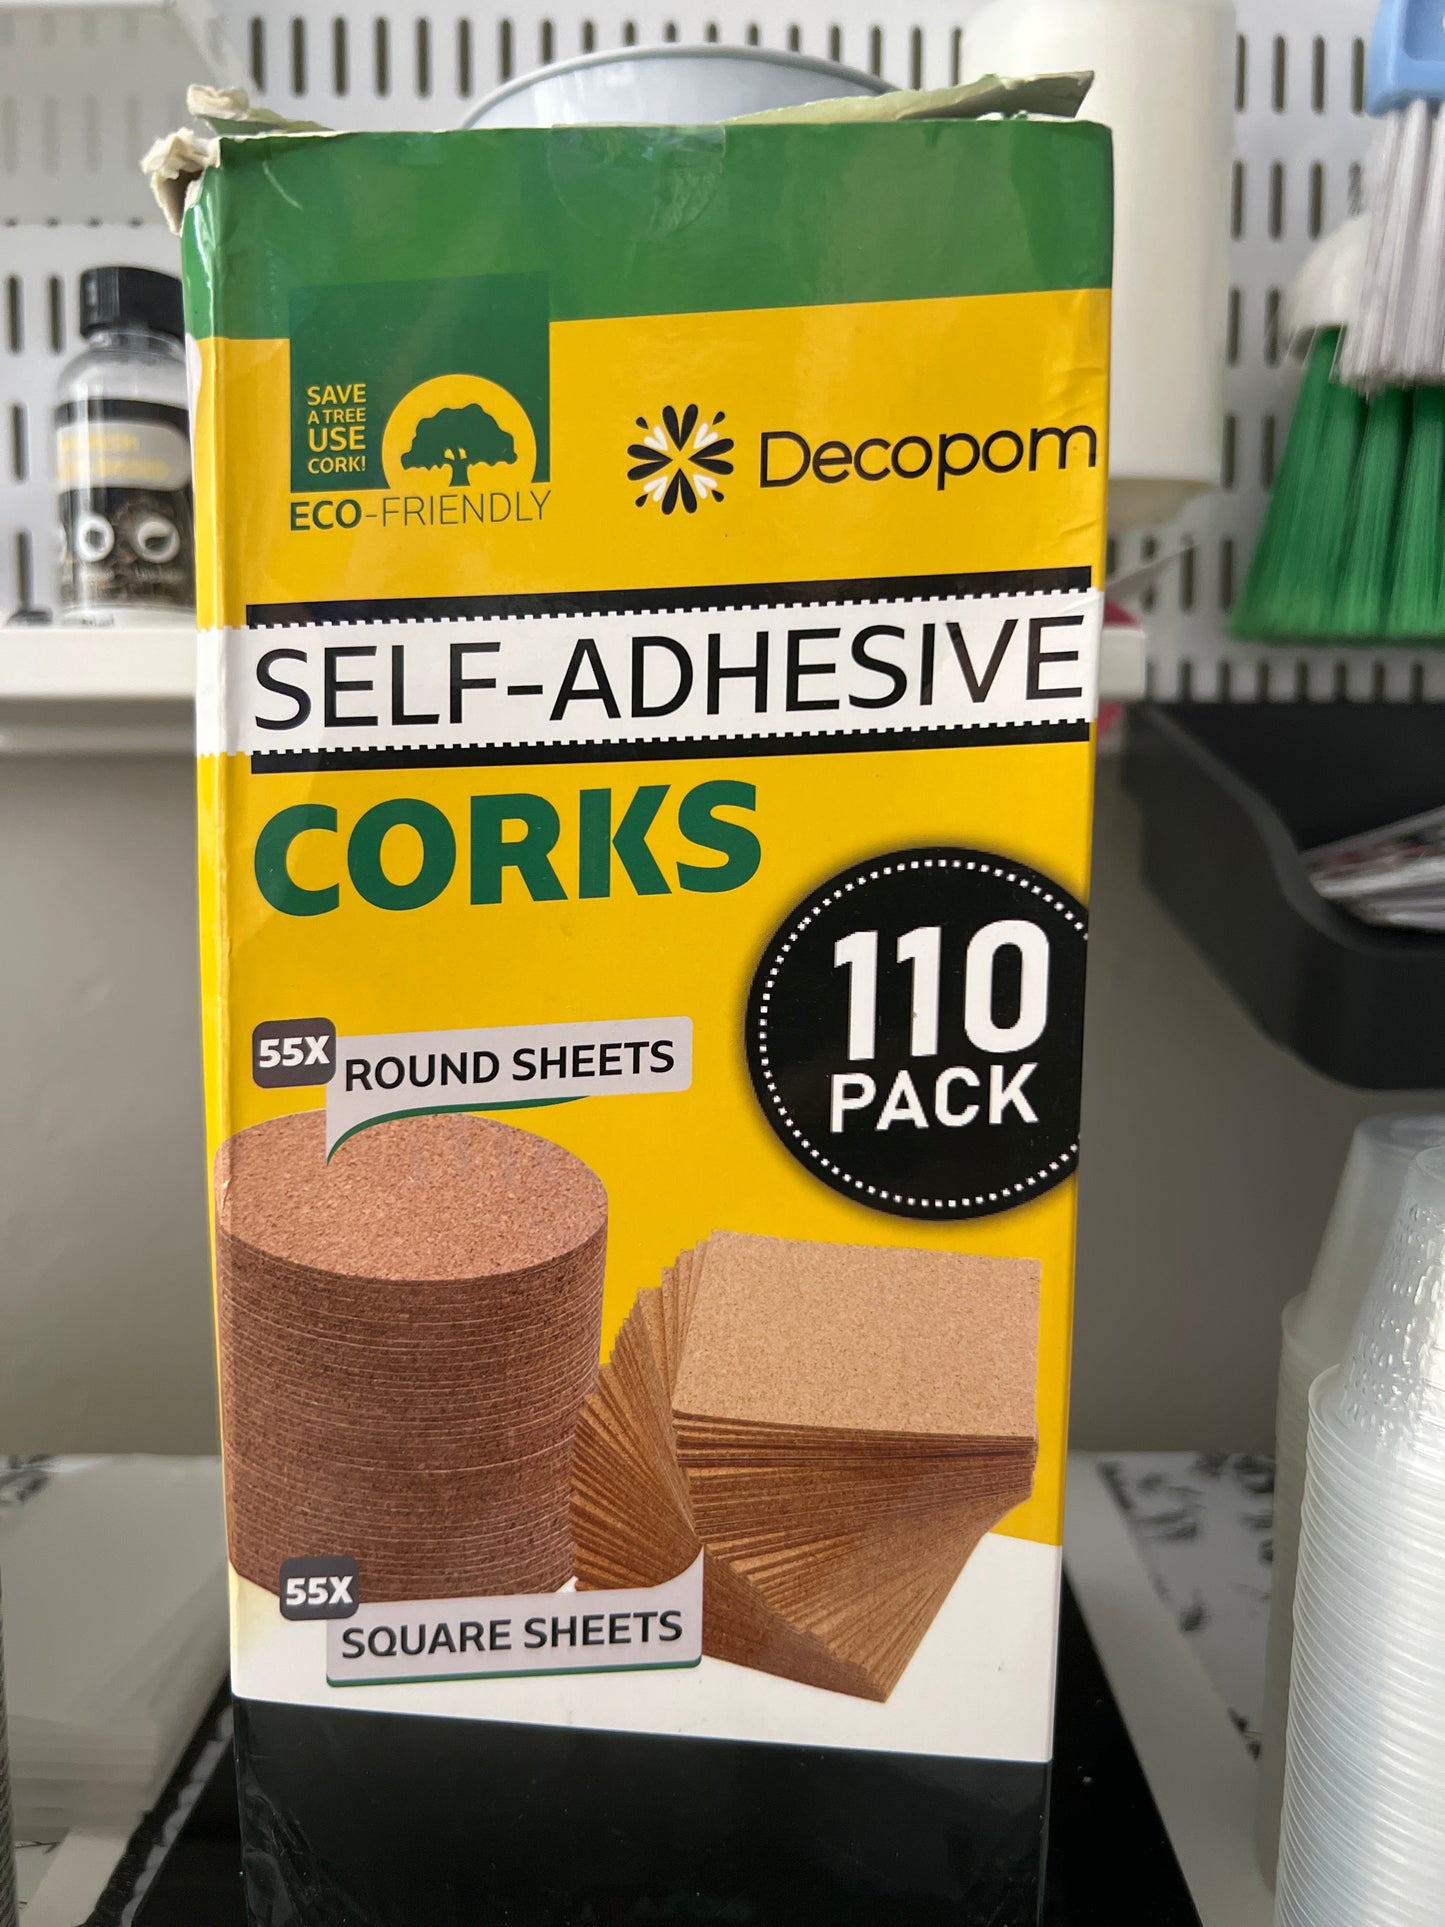 SAVE
A TREE
USE
CORK!
ECO-FRIENDLY
Decopom
SELF-ADHESIVE
CORKS
110
PACK
55X
ROUND SHEETS
55X
SQUARE SHEETS